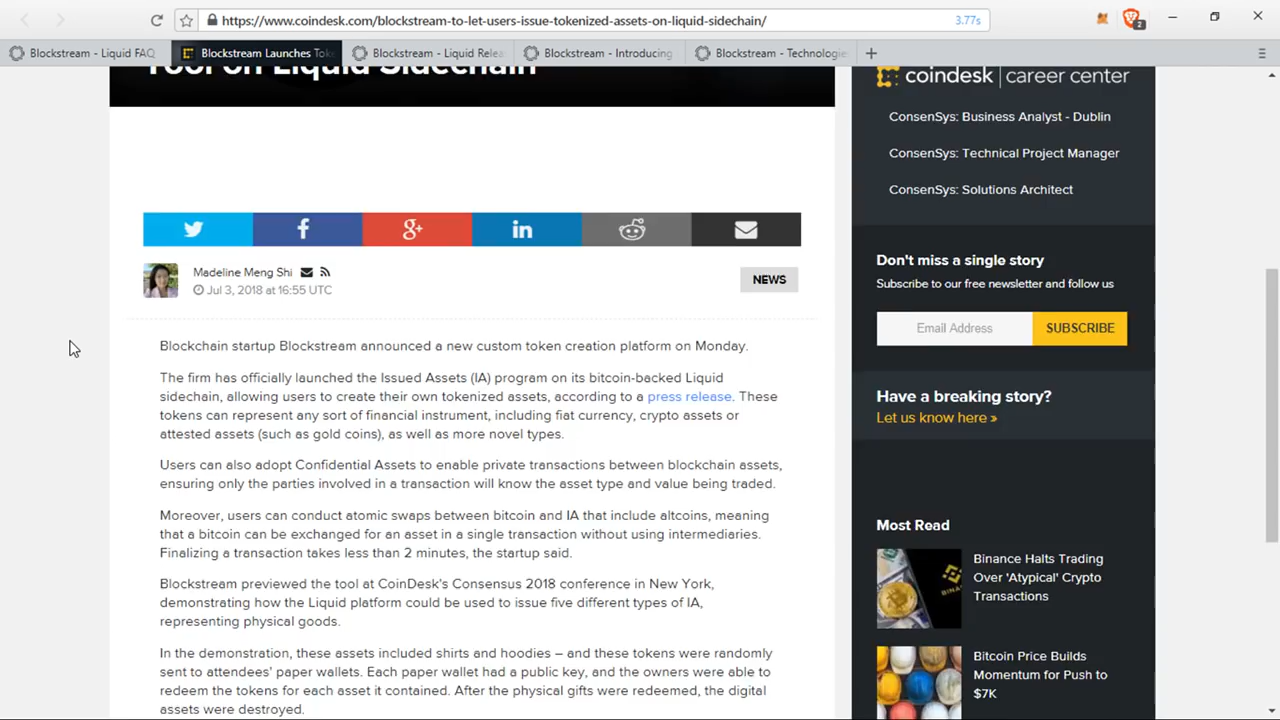 https://www.coindesk.com/blockstream-to-let-users-issue-tokenized-assets-on-liquid-sidechain/
3.77s
2
Blockstream - Liquid FAQ
Blockstream Launches Tok
Blockstream - Liquid Relea
Blockstream - Introducing
Blockstream - Technologie
Tool on Liquid Sidechain
coindesk | career center
ConsenSys: Business Analyst - Dublin
ConsenSys: Technical Project Manager
ConsenSys: Solutions Architect
Madeline Meng Shi
Jul 3, 2018 at 16:55 UTC
NEWS
Don't miss a single story
Subscribe to our free newsletter and follow us
Email Address
SUBSCRIBE
Have a breaking story?
Let us know here »
Blockchain startup Blockstream announced a new custom token creation platform on Monday.
The firm has officially launched the Issued Assets (IA) program on its bitcoin-backed Liquid
sidechain, allowing users to create their own tokenized assets, according to a press release. These
tokens can represent any sort of financial instrument, including fiat currency, crypto assets or
attested assets (such as gold coins), as well as more novel types.
Users can also adopt Confidential Assets to enable private transactions between blockchain assets,
ensuring only the parties involved in a transaction will know the asset type and value being traded.
Moreover, users can conduct atomic swaps between bitcoin and IA that include altcoins, meaning
that a bitcoin can be exchanged for an asset in a single transaction without using intermediaries.
Finalizing a transaction takes less than 2 minutes, the startup said.
Blockstream previewed the tool at CoinDesk's Consensus 2018 conference in New York,
demonstrating how the Liquid platform could be used to issue five different types of IA,
representing physical goods.
In the demonstration, these assets included shirts and hoodies – and these tokens were randomly
sent to attendees' paper wallets. Each paper wallet had a public key, and the owners were able to
redeem the tokens for each asset it contained. After the physical gifts were redeemed, the digital
assets were destroyed.
Most Read
Binance Halts Trading
Over 'Atypical' Crypto
Transactions
Bitcoin Price Builds
Momentum for Push to
$7K